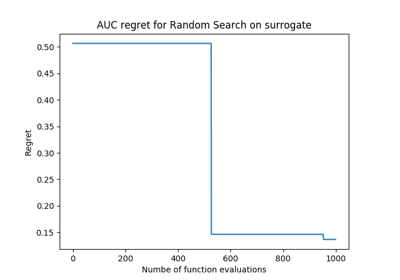 AUC regret for Random Search on surrogate
0.50
0.45
0.40
0.35
0.30
0.25
0.20
0.15
Regret
0 200 400 600 800 1000
Numbe of function evaluations